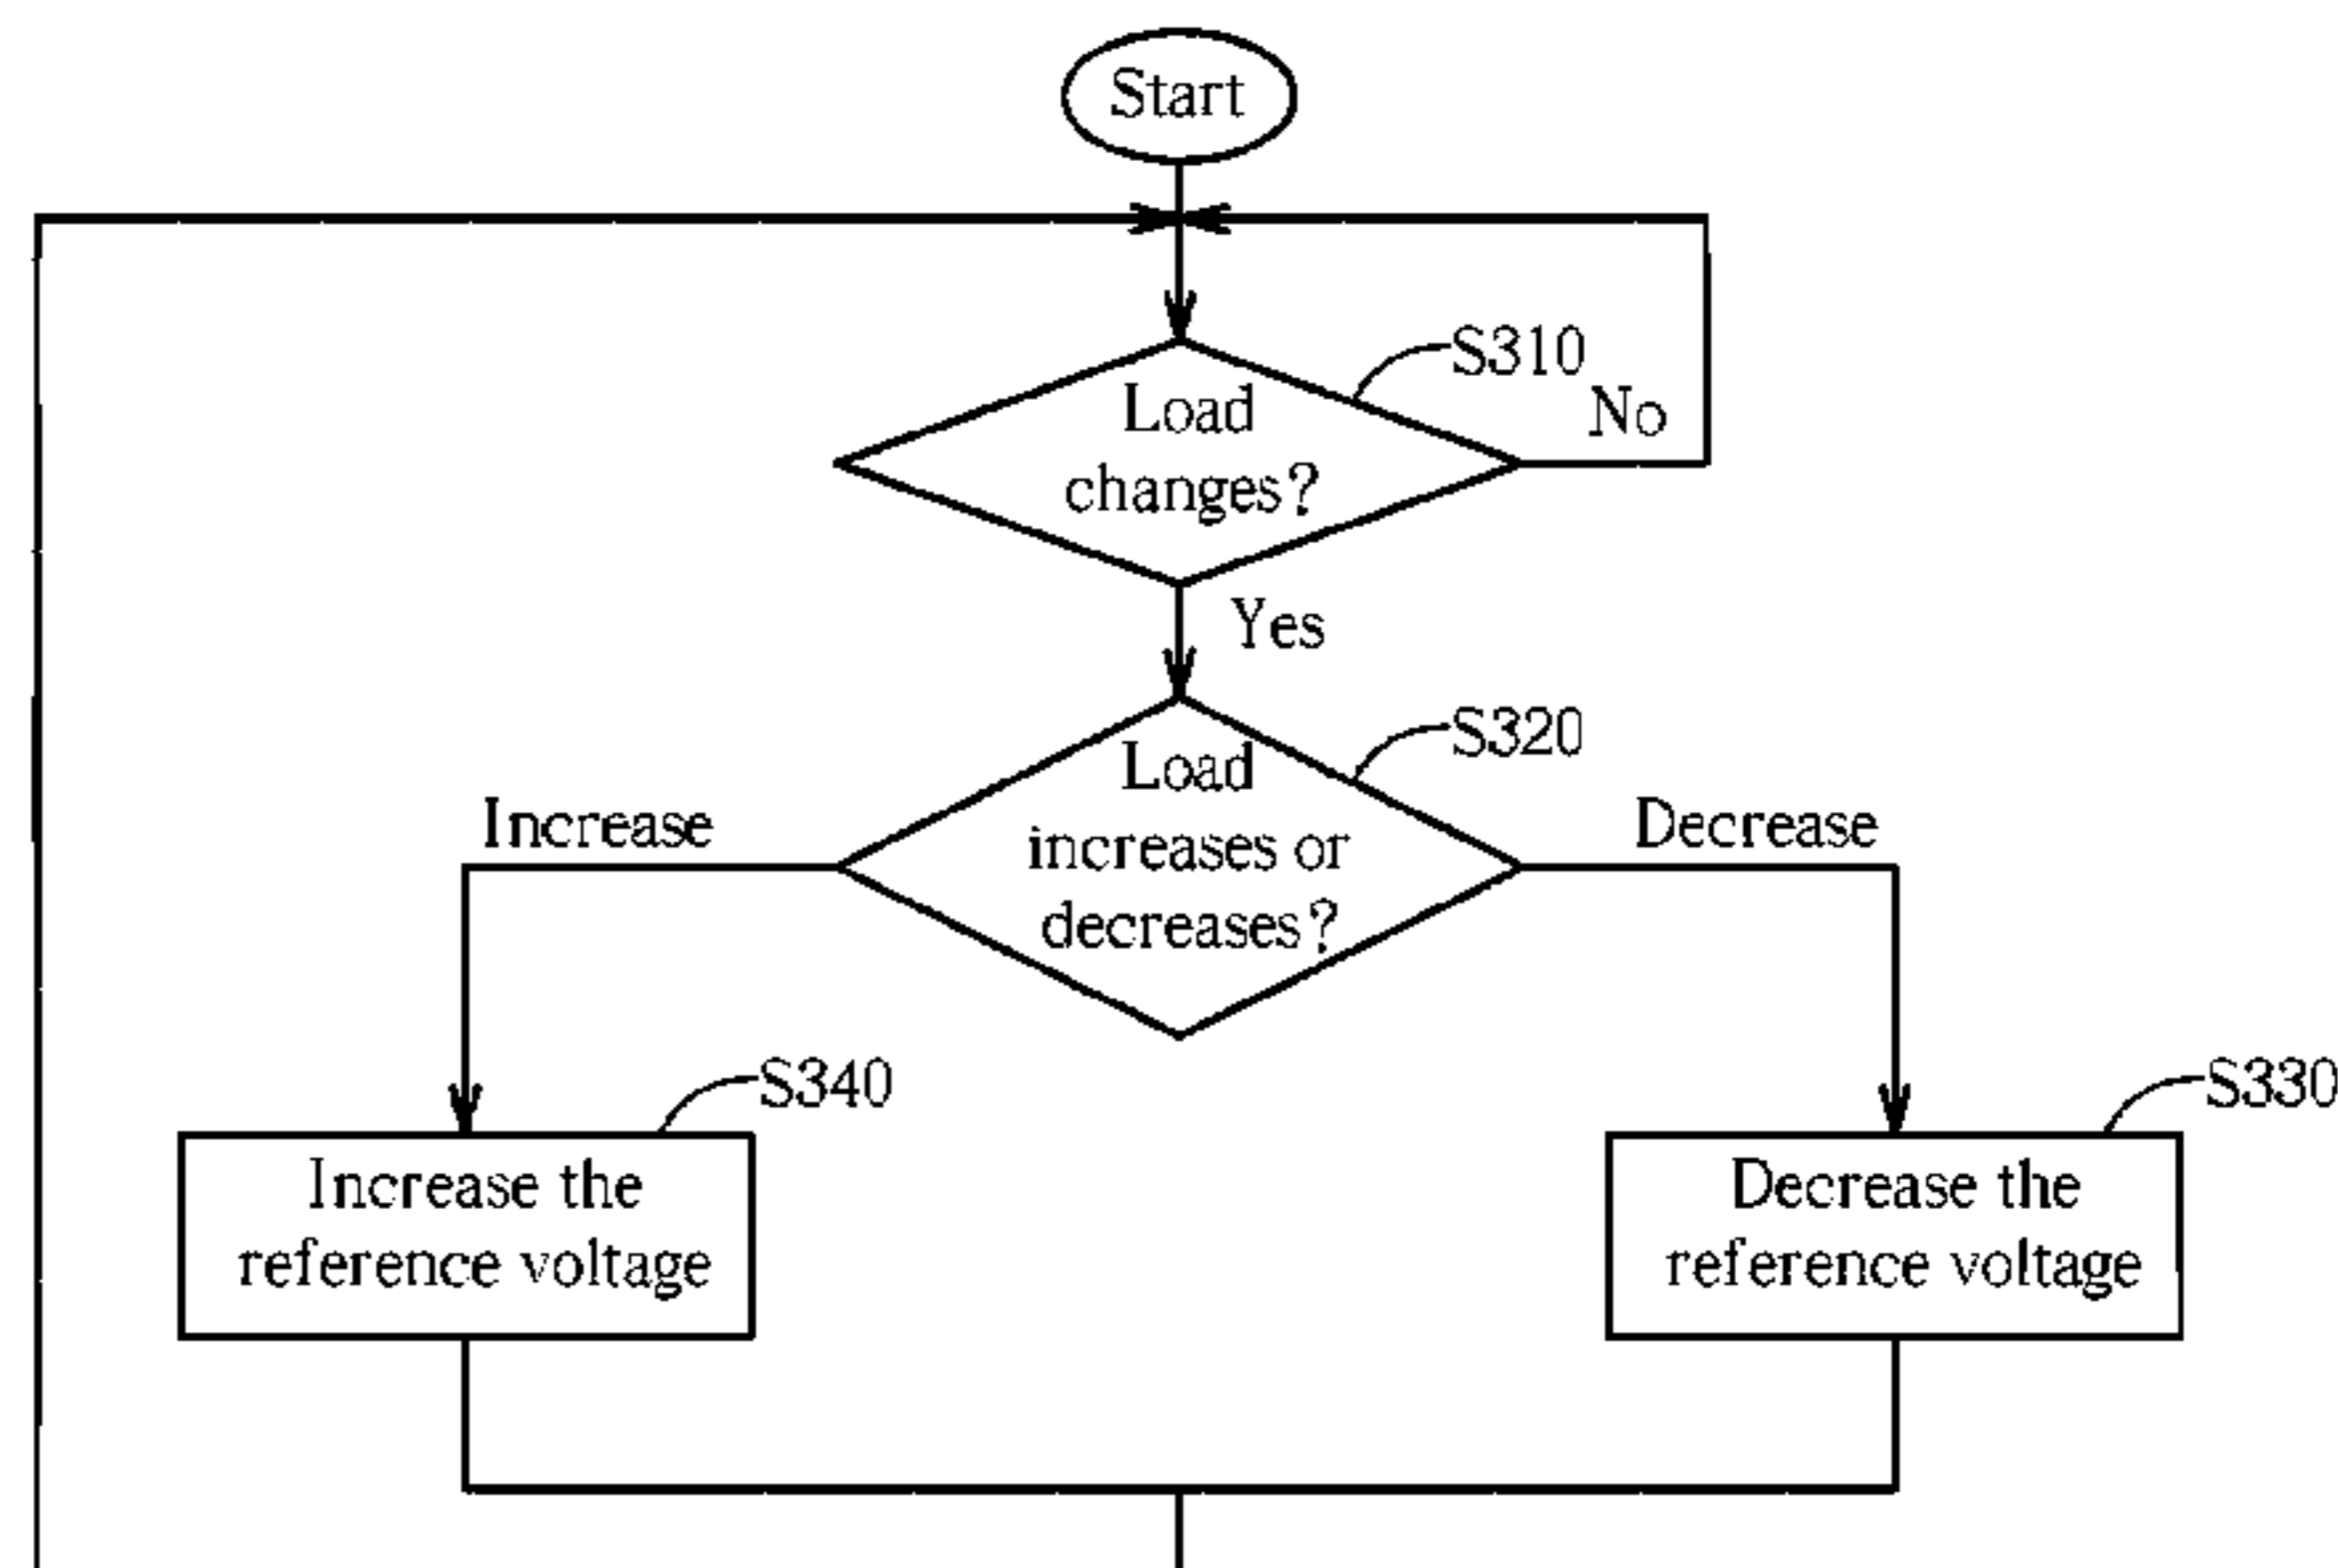 Start
S310
No
Load
changes?
Yes
S320
Load
increases or
decreases?
Increase
Decrease
S340
S330
Increase the
reference voltage
Decrease the
reference voltage